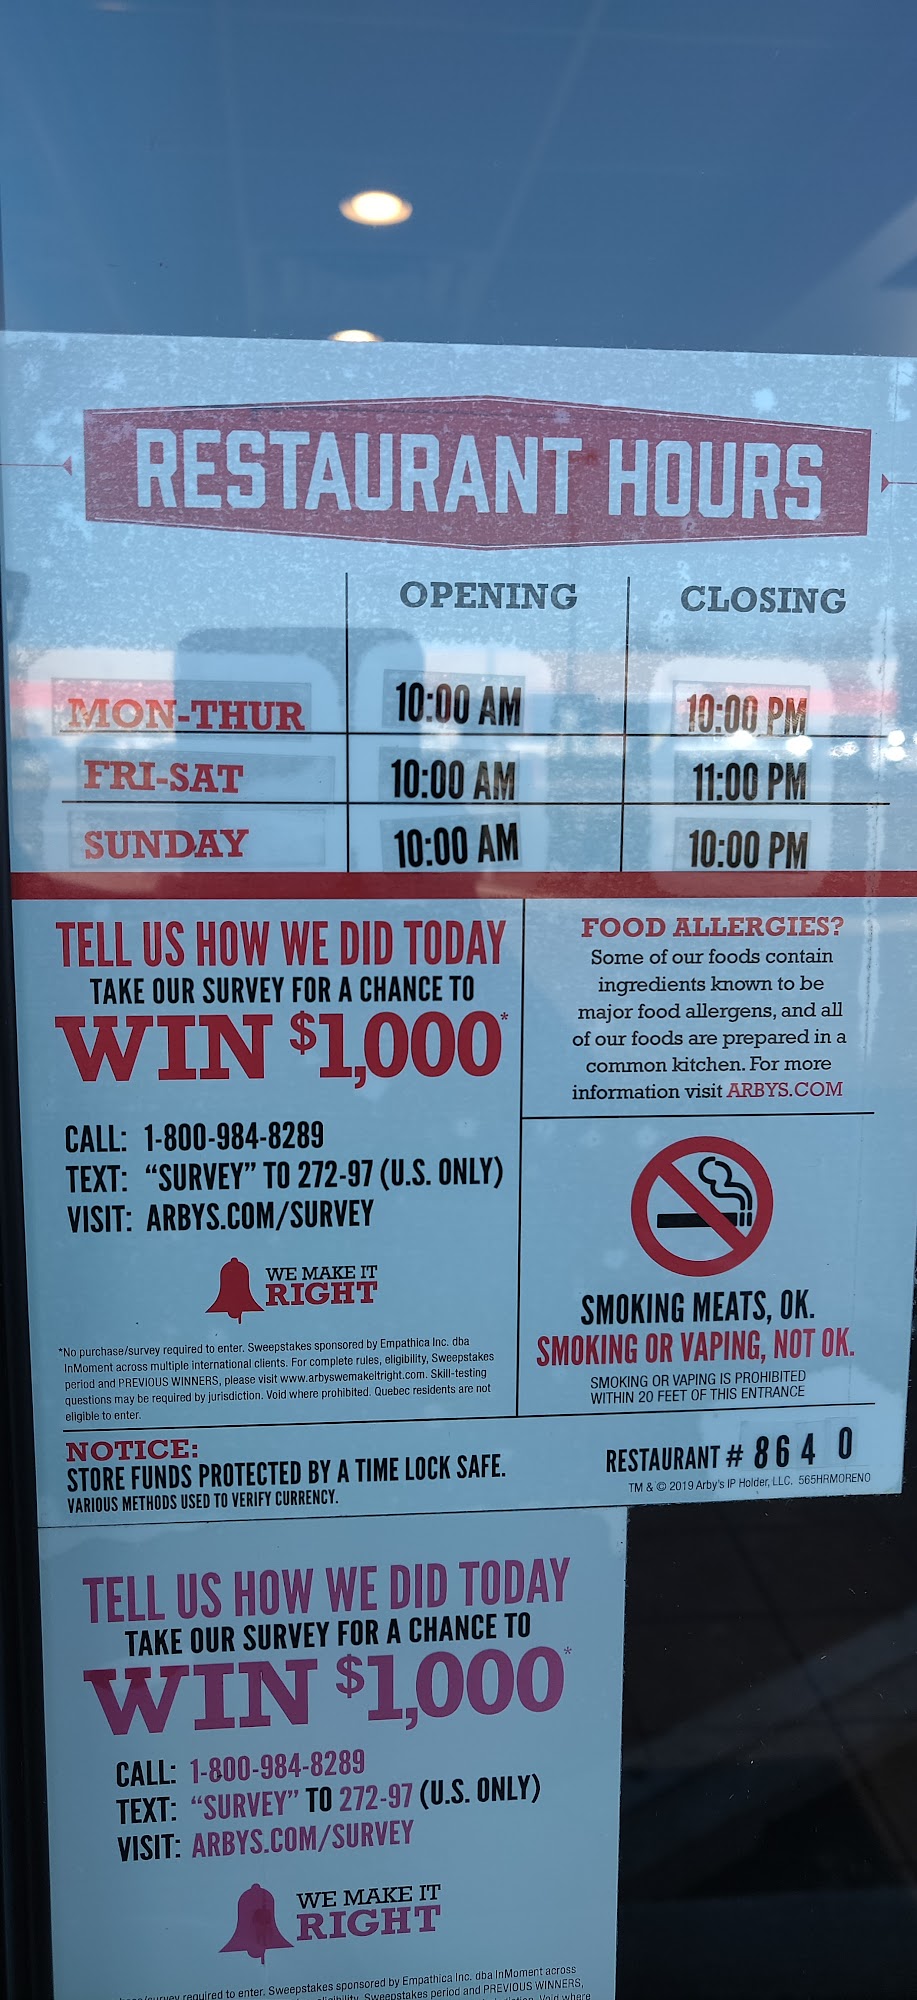 RESTAURANT HOURS
OPENING CLOSING
MON-THUR 10:00 AM 10:00 PM
FRI-SAT 10:00 AM 11:00 PM
SUNDAY 10:00 AM 10:00 PM
TELL US HOW WE DID TODAY
TAKE OUR SURVEY FOR A CHANCE TO
WIN $1,000*
CALL: 1-800-984-8289
TEXT: “SURVEY” TO 272-97 (U.S. ONLY)
VISIT: ARBYS.COM/SURVEY
WE MAKE IT
RIGHT
*No purchase/survey required to enter. Sweepstakes sponsored by Empathica Inc. dba
InMoment across multiple international clients. For complete rules, eligibility, Sweepstakes
period and PREVIOUS WINNERS, please visit www.arbyswemakeitright.com. Skill-testing
questions may be required by jurisdiction. Void where prohibited. Quebec residents are not
eligible to enter.
FOOD ALLERGIES?
Some of our foods contain
ingredients known to be
major food allergens, and all
of our foods are prepared in a
common kitchen. For more
information visit ARBYS.COM
SMOKING MEATS, OK.
SMOKING OR VAPING, NOT OK.
SMOKING OR VAPING IS PROHIBITED
WITHIN 20 FEET OF THIS ENTRANCE
NOTICE:
STORE FUNDS PROTECTED BY A TIME LOCK SAFE.
VARIOUS METHODS USED TO VERIFY CURRENCY.
RESTAURANT # 8640
TM & © 2019 Arby's IP Holder, LLC. 565HRMORENO
TELL US HOW WE DID TODAY
TAKE OUR SURVEY FOR A CHANCE TO
WIN $1,000*
CALL: 1-800-984-8289
TEXT: “SURVEY” TO 272-97 (U.S. ONLY)
VISIT: ARBYS.COM/SURVEY
WE MAKE IT
RIGHT
required to enter. Sweepstakes sponsored by Empathica Inc. dba InMoment across
Sweepstakes period and PREVIOUS WINNERS,
Void where